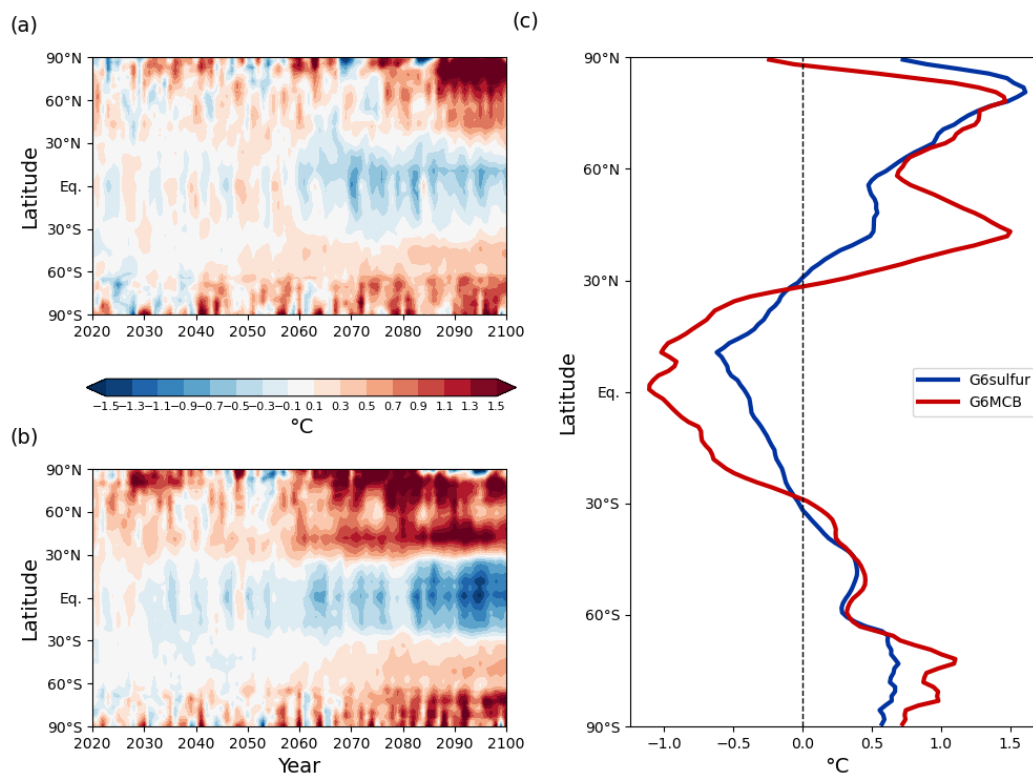 (a)
90°N
60°N
30°N
Eq.
30°S
60°S
90°S
Latitude
2020 2030 2040 2050 2060 2070 2080 2090 2100
−1.5 −1.3 −1.1 −0.9 −0.7 −0.5 −0.3 −0.1 0.1 0.3 0.5 0.7 0.9 1.1 1.3 1.5
°C
(b)
90°N
60°N
30°N
Eq.
30°S
60°S
90°S
Latitude
2020 2030 2040 2050 2060 2070 2080 2090 2100
Year
(c)
90°N
60°N
30°N
Eq.
30°S
60°S
90°S
Latitude
G6sulfur
G6MCB
−1.0 −0.5 0.0 0.5 1.0 1.5
°C